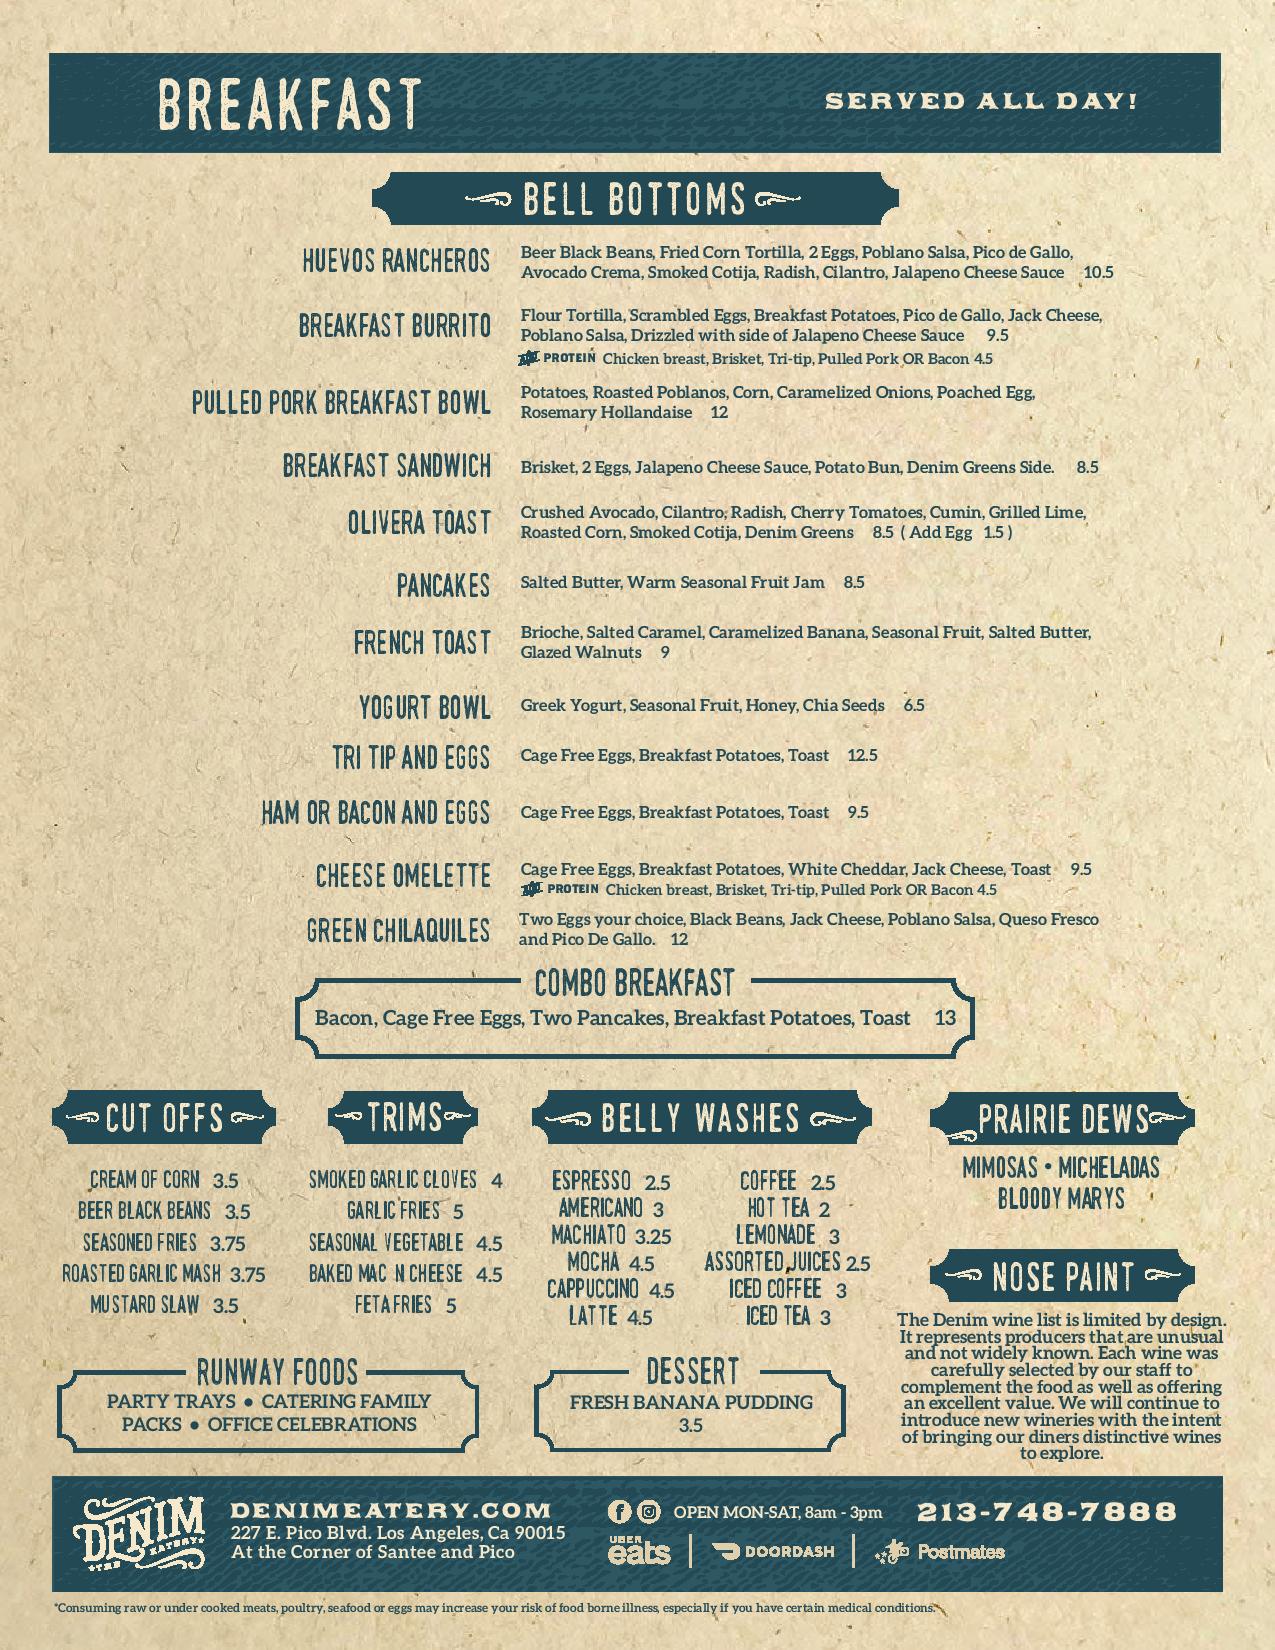 BREAKFAST
SERVED ALL DAY!
BELL BOTTOMS
HUEVOS RANCHEROS
Beer Black Beans, Fried Corn Tortilla, 2 Eggs, Poblano Salsa, Pico de Gallo,
Avocado Crema, Smoked Cotija, Radish, Cilantro, Jalapeno Cheese Sauce 10.5
BREAKFAST BURRITO
Flour Tortilla, Scrambled Eggs, Breakfast Potatoes, Pico de Gallo, Jack Cheese,
Poblano Salsa, Drizzled with side of Jalapeno Cheese Sauce 9.5
PROTEIN Chicken breast, Brisket, Tri-tip, Pulled Pork OR Bacon 4.5
PULLED PORK BREAKFAST BOWL
Potatoes, Roasted Poblanos, Corn, Caramelized Onions, Poached Egg,
Rosemary Hollandaise 12
BREAKFAST SANDWICH
Brisket, 2 Eggs, Jalapeno Cheese Sauce, Potato Bun, Denim Greens Side. 8.5
OLIVERA TOAST
Crushed Avocado, Cilantro, Radish, Cherry Tomatoes, Cumin, Grilled Lime,
Roasted Corn, Smoked Cotija, Denim Greens 8.5 ( Add Egg 1.5 )
PANCAKES
Salted Butter, Warm Seasonal Fruit Jam 8.5
FRENCH TOAST
Brioche, Salted Caramel, Caramelized Banana, Seasonal Fruit, Salted Butter,
Glazed Walnuts 9
YOGURT BOWL
Greek Yogurt, Seasonal Fruit, Honey, Chia Seeds 6.5
TRI TIP AND EGGS
Cage Free Eggs, Breakfast Potatoes, Toast 12.5
HAM OR BACON AND EGGS
Cage Free Eggs, Breakfast Potatoes, Toast 9.5
CHEESE OMELETTE
Cage Free Eggs, Breakfast Potatoes, White Cheddar, Jack Cheese, Toast 9.5
PROTEIN Chicken breast, Brisket, Tri-tip, Pulled Pork OR Bacon 4.5
GREEN CHILAQUILES
Two Eggs your choice, Black Beans, Jack Cheese, Poblano Salsa, Queso Fresco
and Pico De Gallo. 12
COMBO BREAKFAST
Bacon, Cage Free Eggs, Two Pancakes, Breakfast Potatoes, Toast 13
CUT OFFS
CREAM OF CORN 3.5
BEER BLACK BEANS 3.5
SEASONED FRIES 3.75
ROASTED GARLIC MASH 3.75
MUSTARD SLAW 3.5
TRIMS
SMOKED GARLIC CLOVES 4
GARLIC FRIES 5
SEASONAL VEGETABLE 4.5
BAKED MAC N CHEESE 4.5
FETA FRIES 5
BELLY WASHES
ESPRESSO 2.5
AMERICANO 3
MACHIATO 3.25
MOCHA 4.5
CAPPUCCINO 4.5
LATTE 4.5
COFFEE 2.5
HOT TEA 2
LEMONADE 3
ASSORTED JUICES 2.5
ICED COFFEE 3
ICED TEA 3
PRAIRIE DEWS
MIMOSAS • MICHELADAS
BLOODY MARYS
NOSE PAINT
The Denim wine list is limited by design.
It represents producers that are unusual
and not widely known. Each wine was
carefully selected by our staff to
complement the food as well as offering
an excellent value. We will continue to
introduce new wineries with the intent
of bringing our diners distinctive wines
to explore.
RUNWAY FOODS
PARTY TRAYS • CATERING FAMILY
PACKS • OFFICE CELEBRATIONS
DESSERT
FRESH BANANA PUDDING
3.5
DENIM
THE EATERY
DENIMEATERY.COM
227 E. Pico Blvd. Los Angeles, Ca 90015
At the Corner of Santee and Pico
OPEN MON-SAT, 8am - 3pm
213-748-7888
UBER
eats
DOORDASH
Postmates
*Consuming raw or under cooked meats, poultry, seafood or eggs may increase your risk of food borne illness, especially if you have certain medical conditions.